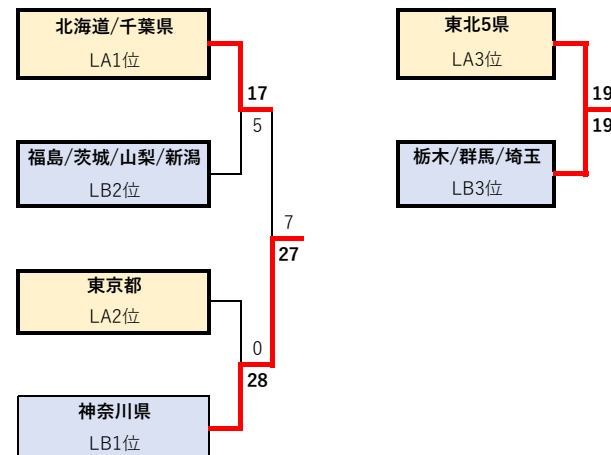 北海道/千葉県
LA1位
17
5
福島/茨城/山梨/新潟
LB2位
7
27
東京都
LA2位
0
28
神奈川県
LB1位
東北5県
LA3位
19
19
栃木/群馬/埼玉
LB3位